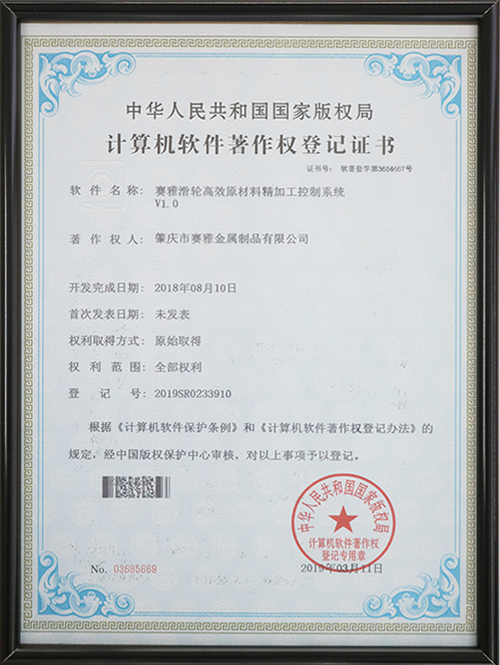 中华人民共和国国家版权局
计算机软件著作权登记证书
证书号: 软著登字第3654667号
软件名称: 赛雅滑轮高效原材料精加工控制系统
V1.0
著作权人: 肇庆市赛雅金属制品有限公司
开发完成日期: 2018年08月10日
首次发表日期: 未发表
权利取得方式: 原始取得
权利范围: 全部权利
登记号: 2019SR0233910
根据《计算机软件保护条例》和《计算机软件著作权登记办法》的
规定,经中国版权保护中心审核,对以上事项予以登记。
中华人民共和国国家版权局
计算机软件著作权
登记专用章
No. 03685669
2019年03月11日